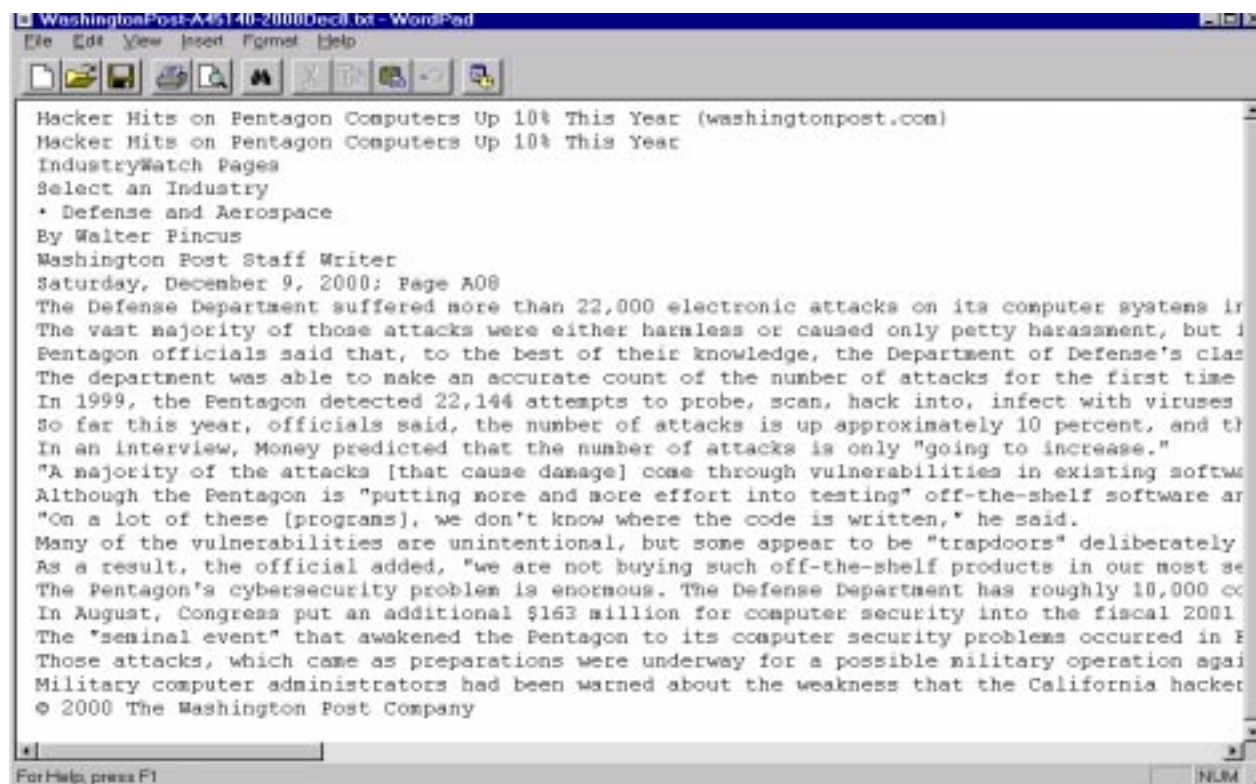 WashingtonPost-A45140-2000Dec8.txt - WordPad
File Edit View Insert Format Help
Hacker Hits on Pentagon Computers Up 10% This Year (washingtonpost.com)
Hacker Hits on Pentagon Computers Up 10% This Year
IndustryWatch Pages
Select an Industry
• Defense and Aerospace
By Walter Pincus
Washington Post Staff Writer
Saturday, December 9, 2000; Page A08
The Defense Department suffered more than 22,000 electronic attacks on its computer systems in
The vast majority of those attacks were either harmless or caused only petty harassment, but i
Pentagon officials said that, to the best of their knowledge, the Department of Defense's clas
The department was able to make an accurate count of the number of attacks for the first time
In 1999, the Pentagon detected 22,144 attempts to probe, scan, hack into, infect with viruses
So far this year, officials said, the number of attacks is up approximately 10 percent, and th
In an interview, Money predicted that the number of attacks is only "going to increase."
"A majority of the attacks [that cause damage] come through vulnerabilities in existing softwa
Although the Pentagon is "putting more and more effort into testing" off-the-shelf software an
"On a lot of these [programs], we don't know where the code is written," he said.
Many of the vulnerabilities are unintentional, but some appear to be "trapdoors" deliberately
As a result, the official added, "we are not buying such off-the-shelf products in our most se
The Pentagon's cybersecurity problem is enormous. The Defense Department has roughly 10,000 co
In August, Congress put an additional $163 million for computer security into the fiscal 2001
The "seminal event" that awakened the Pentagon to its computer security problems occurred in F
Those attacks, which came as preparations were underway for a possible military operation agai
Military computer administrators had been warned about the weakness that the California hacker
© 2000 The Washington Post Company
For Help, press F1
NUM